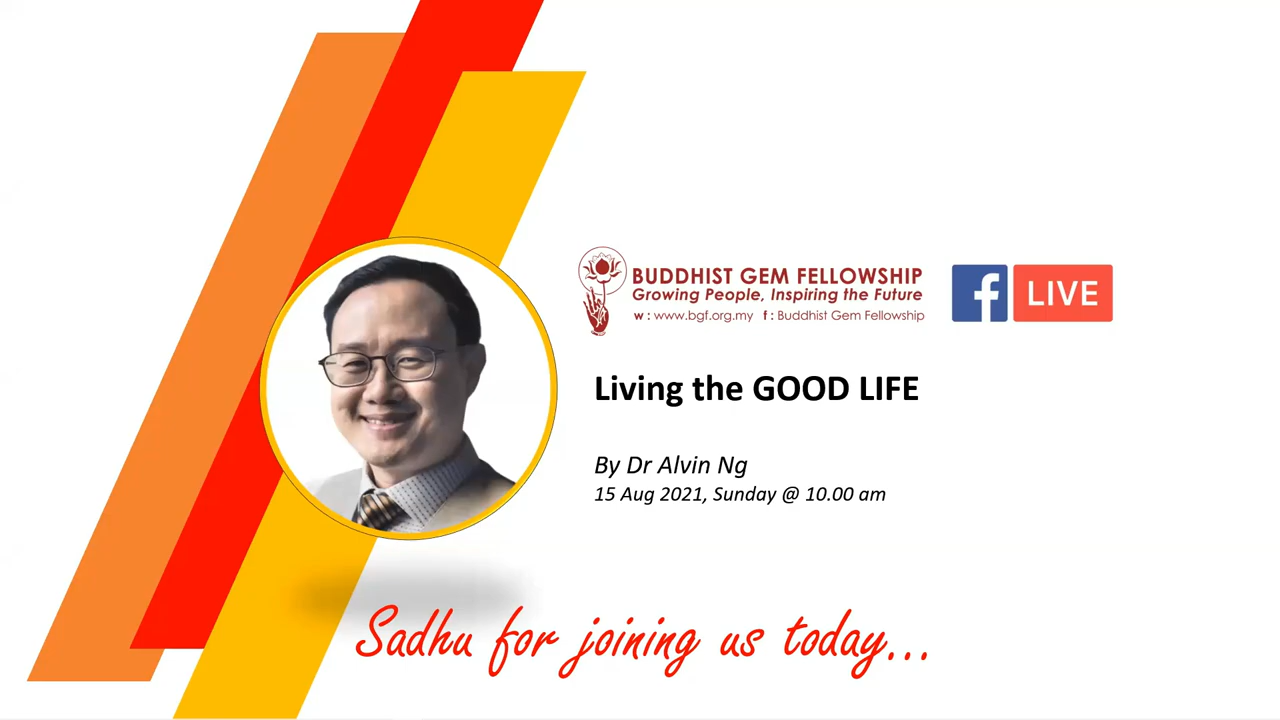 BUDDHIST GEM FELLOWSHIP
Growing People, Inspiring the Future
w : www.bgf.org.my f : Buddhist Gem Fellowship
f LIVE
Living the GOOD LIFE
By Dr Alvin Ng
15 Aug 2021, Sunday @ 10.00 am
Sadhu for joining us today...